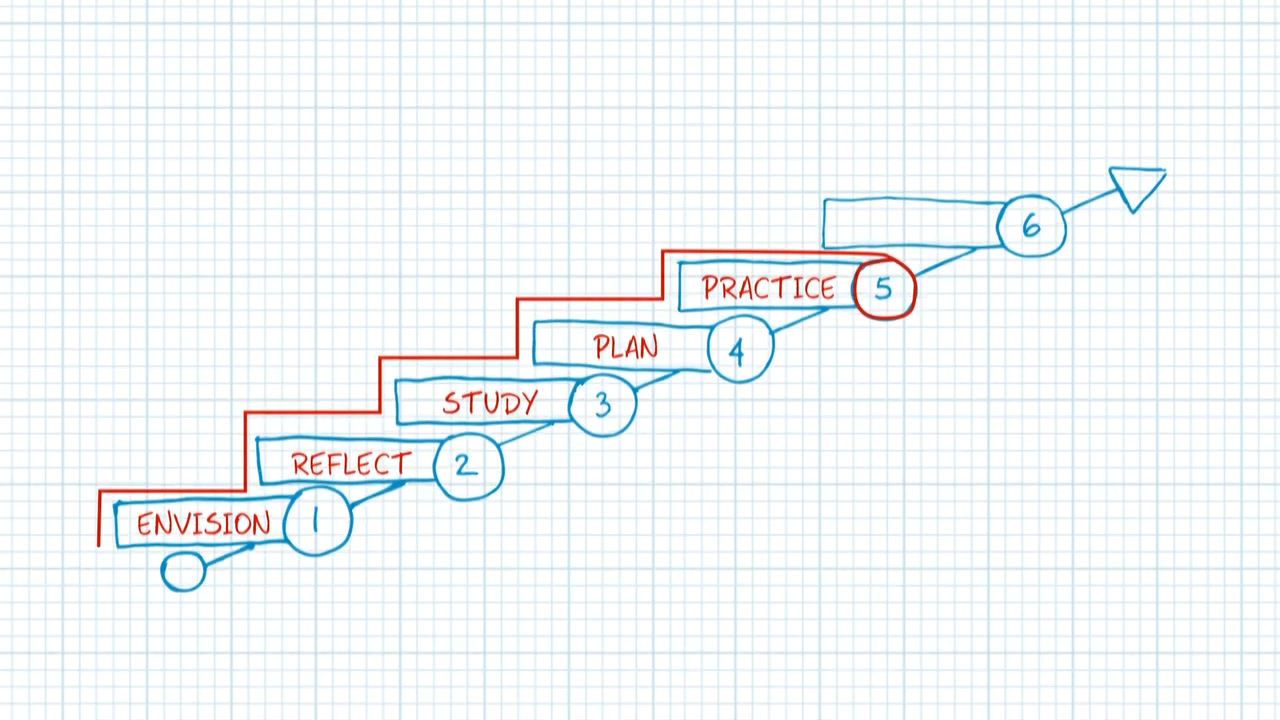 6
PRACTICE 5
PLAN 4
STUDY 3
REFLECT 2
ENVISION 1